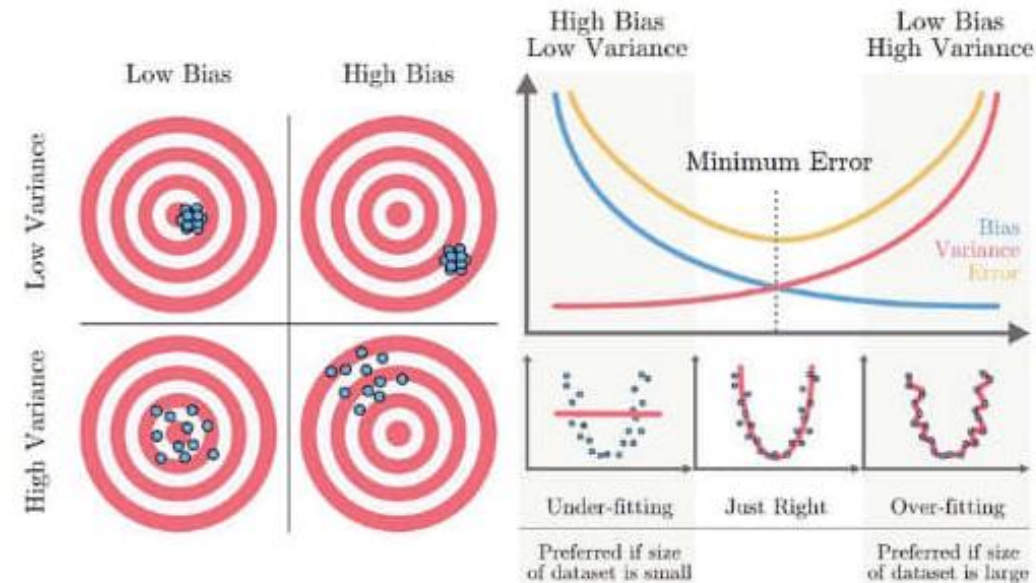 Low Bias
High Bias
Low Variance
High Variance
High Bias
Low Variance
Low Bias
High Variance
Minimum Error
Bias
Variance
Error
Under-fitting
Just Right
Over-fitting
Preferred if size
of dataset is small
Preferred if size
of dataset is large